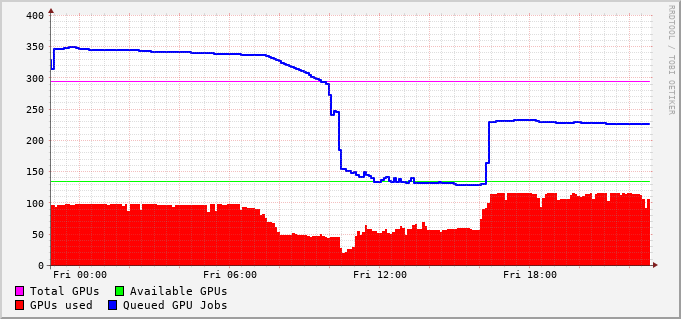 400
350
300
250
200
150
100
50
0
Fri 00:00 Fri 06:00 Fri 12:00 Fri 18:00
Total GPUs Available GPUs
GPUs used Queued GPU Jobs
RRDTOOL / TOBI OETIKER